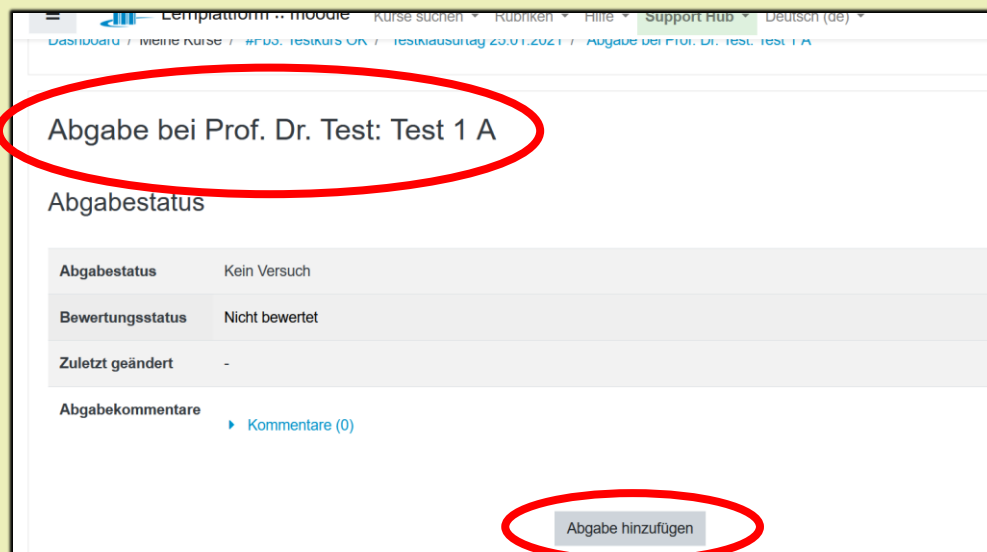 Lernplattform :: moodle Kurse suchen Rubriken Hilfe Support Hub Deutsch (de)
Dashboard / Meine Kurse / #Fb3: Testkurs OK / Testklausurtag 25.01.2021 / Abgabe bei Prof. Dr. Test: Test 1 A
Abgabe bei Prof. Dr. Test: Test 1 A
Abgabestatus
Abgabestatus Kein Versuch
Bewertungsstatus Nicht bewertet
Zuletzt geändert -
Abgabekommentare
Kommentare (0)
Abgabe hinzufügen